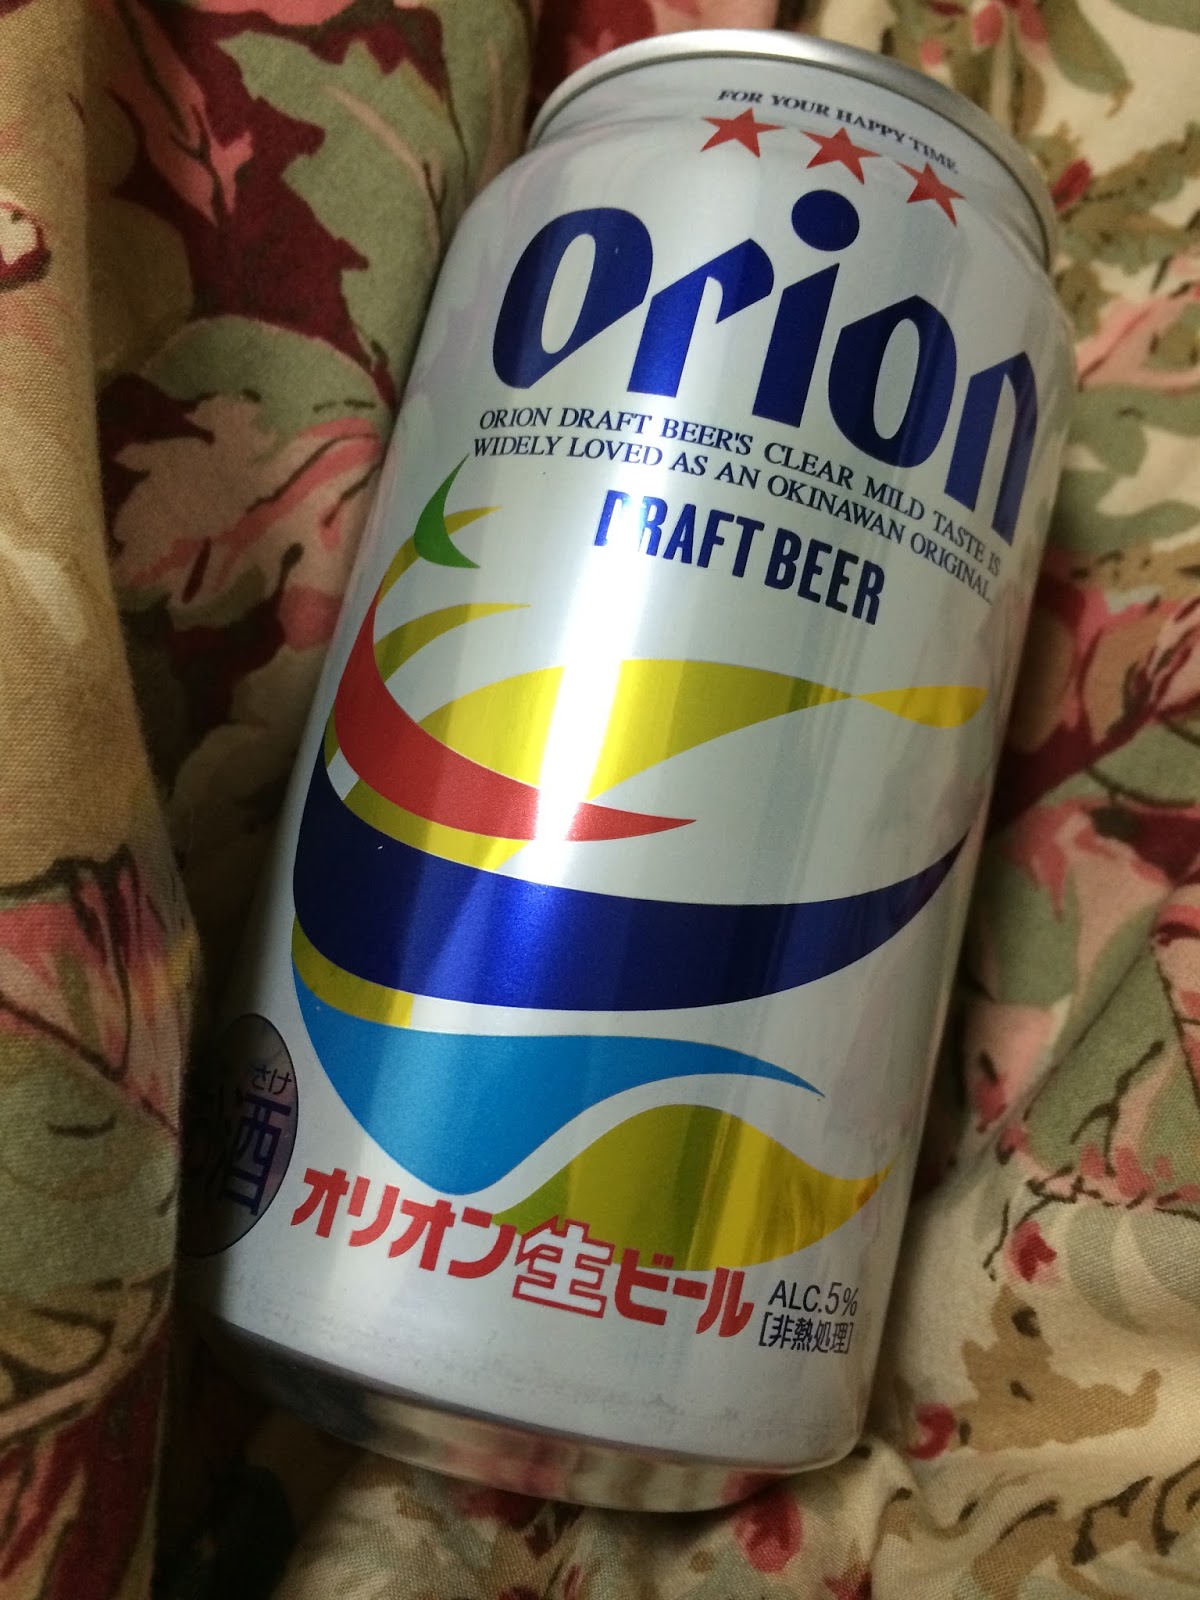 FOR YOUR HAPPY TIME
orion
ORION DRAFT BEER'S CLEAR MILD TASTE IS
WIDELY LOVED AS AN OKINAWAN ORIGINAL.
DRAFT BEER
さけ
酒
オリオン生ビール
ALC.5%
[非熱処理]